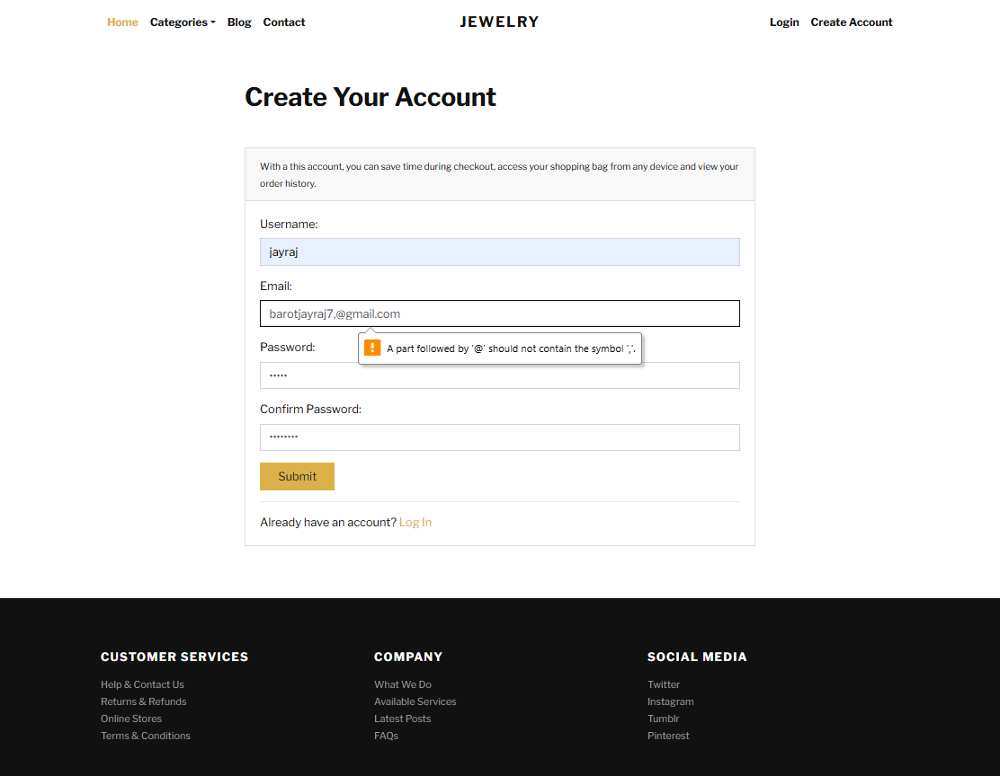 Home Categories Blog Contact JEWELRY Login Create Account
Create Your Account
With a this account, you can save time during checkout, access your shopping bag from any device and view your
order history.
Username:
jayraj
Email:
barotjayraj7,@gmail.com
A part followed by '@' should not contain the symbol ','.
Password:
•••••
Confirm Password:
••••••••
Submit
Already have an account? Log In
CUSTOMER SERVICES
Help & Contact Us
Returns & Refunds
Online Stores
Terms & Conditions
COMPANY
What We Do
Available Services
Latest Posts
FAQs
SOCIAL MEDIA
Twitter
Instagram
Tumblr
Pinterest